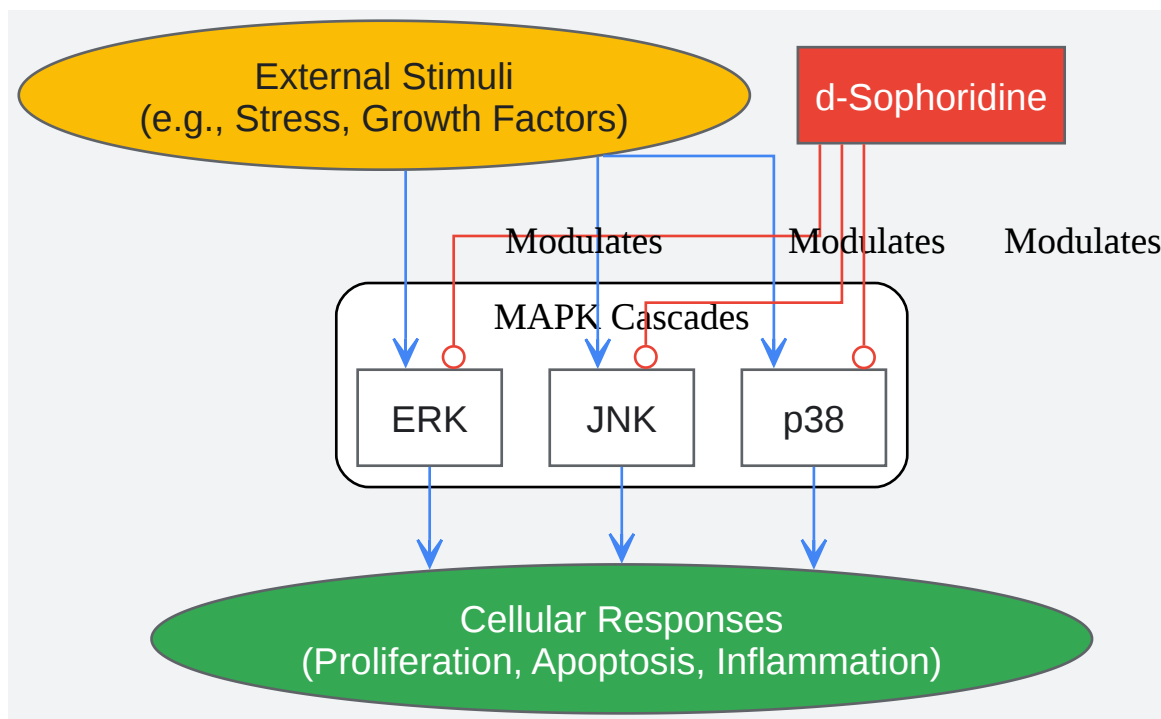 External Stimuli
(e.g., Stress, Growth Factors)
d-Sophoridine
Modulates
Modulates
Modulates
MAPK Cascades
ERK
JNK
p38
Cellular Responses
(Proliferation, Apoptosis, Inflammation)